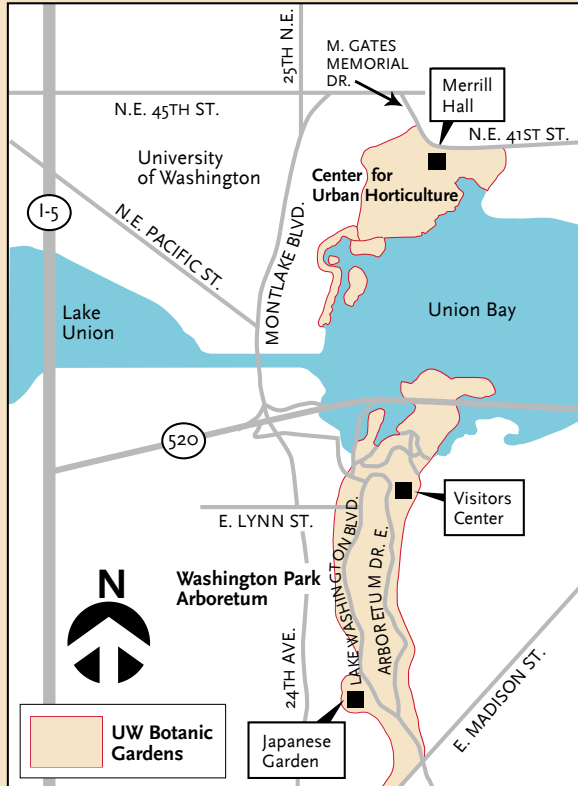 25TH N.E.
M. GATES
MEMORIAL
DR.
Merrill
Hall
N.E. 45TH ST.
N.E. 41ST ST.
University
of Washington
Center for
Urban Horticulture
I-5
N.E. PACIFIC ST.
MONTLAKE BLVD.
Lake
Union
Union Bay
520
Visitors
Center
E. LYNN ST.
LAKE WASHINGTON BLVD.
ARBORETUM DR. E.
Washington Park
Arboretum
N
24TH AVE.
E. MADISON ST.
UW Botanic
Gardens
Japanese
Garden